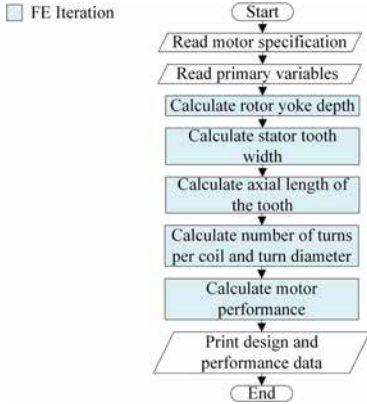 FE Iteration
Start
Read motor specification
Read primary variables
Calculate rotor yoke depth
Calculate stator tooth
width
Calculate axial length of
the tooth
Calculate number of turns
per coil and turn diameter
Calculate motor
performance
Print design and
performance data
End